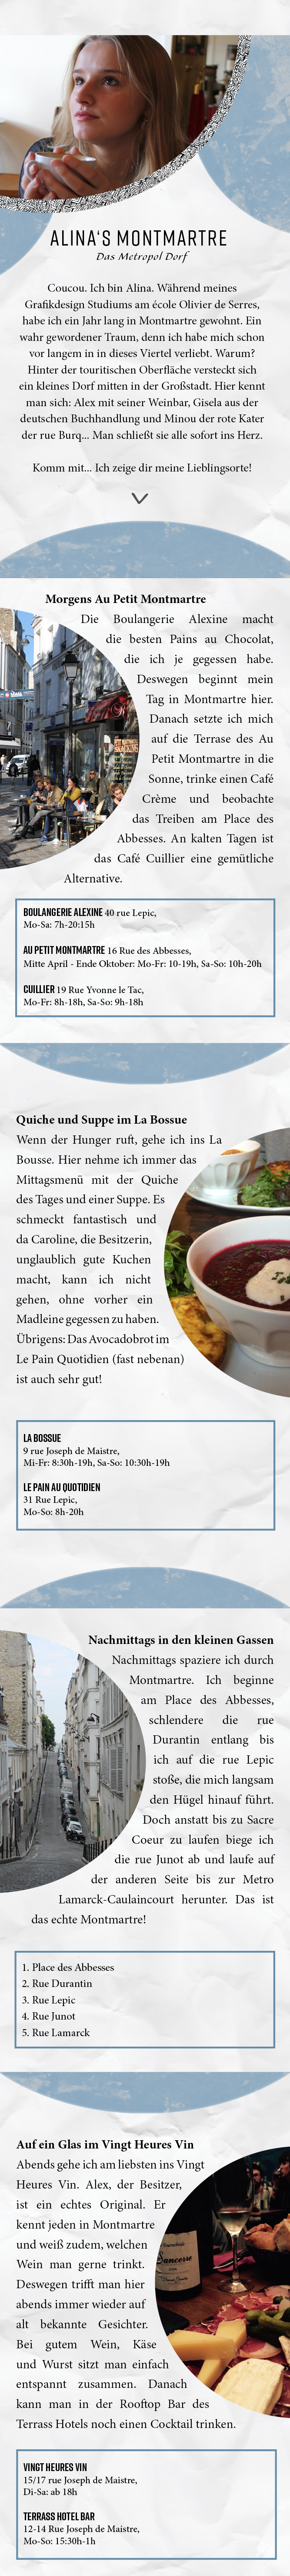 ALINA'S MONTMARTRE
Das Metropol Dorf
Coucou. Ich bin Alina. Während meines
Grafikdesign Studiums am école Olivier de Serres,
habe ich ein Jahr lang in Montmartre gewohnt. Ein
wahr gewordener Traum, denn ich habe mich schon
vor langem in in dieses Viertel verliebt. Warum?
Hinter der touritischen Oberfläche versteckt sich
ein kleines Dorf mitten in der Großstadt. Hier kennt
man sich: Alex mit seiner Weinbar, Gisela aus der
deutschen Buchhandlung und Minou der rote Kater
der rue Burq... Man schließt sie alle sofort ins Herz.
Komm mit... Ich zeige dir meine Lieblingsorte!
Morgens Au Petit Montmartre
Die Boulangerie Alexine macht
die besten Pains au Chocolat,
die ich je gegessen habe.
Deswegen beginnt mein
Tag in Montmartre hier.
Danach setzte ich mich
auf die Terrasse des Au
Petit Montmartre in die
Sonne, trinke einen Café
Crème und beobachte
das Treiben am Place des
Abbesses. An kalten Tagen ist
das Café Cuillier eine gemütliche
Alternative.
BOULANGERIE ALEXINE 40 rue Lepic,
Mo-Sa: 7h-20:15h
AU PETIT MONTMARTRE 16 Rue des Abbesses,
Mitte April - Ende Oktober: Mo-Fr: 10-19h, Sa-So: 10h-20h
CUILLIER 19 Rue Yvonne le Tac,
Mo-Fr: 8h-18h, Sa-So: 9h-18h
Quiche und Suppe im La Bossue
Wenn der Hunger ruft, gehe ich ins La
Bousse. Hier nehme ich immer das
Mittagsmenü mit der Quiche
des Tages und einer Suppe. Es
schmeckt fantastisch und
da Caroline, die Besitzerin,
unglaublich gute Kuchen
macht, kann ich nicht
gehen, ohne vorher ein
Madleine gegessen zu haben.
Übrigens: Das Avocadobrot im
Le Pain Quotidien (fast nebenan)
ist auch sehr gut!
LA BOSSUE
9 rue Joseph de Maistre,
Mi-Fr: 8:30h-19h, Sa-So: 10:30h-19h
LE PAIN AU QUOTIDIEN
31 Rue Lepic,
Mo-So: 8h-20h
Nachmittags in den kleinen Gassen
Nachmittags spaziere ich durch
Montmartre. Ich beginne
am Place des Abbesses,
schlendere die rue
Durantin entlang bis
ich auf die rue Lepic
stoße, die mich langsam
den Hügel hinauf führt.
Doch anstatt bis zu Sacre
Coeur zu laufen biege ich
die rue Junot ab und laufe auf
der anderen Seite bis zur Metro
Lamarck-Caulaincourt herunter. Das ist
das echte Montmartre!
1. Place des Abbesses
2. Rue Durantin
3. Rue Lepic
4. Rue Junot
5. Rue Lamarck
Auf ein Glas im Vingt Heures Vin
Abends gehe ich am liebsten ins Vingt
Heures Vin. Alex, der Besitzer,
ist ein echtes Original. Er
kennt jeden in Montmartre
und weiß zudem, welchen
Wein man gerne trinkt.
Deswegen trifft man hier
abends immer wieder auf
alt bekannte Gesichter.
Bei gutem Wein, Käse
und Wurst sitzt man einfach
entspannt zusammen. Danach
kann man in der Rooftop Bar des
Terrass Hotels noch einen Cocktail trinken.
Sancerre
VINGT HEURES VIN
15/17 rue Joseph de Maistre,
Di-Sa: ab 18h
TERRASS HOTEL BAR
12-14 Rue Joseph de Maistre,
Mo-So: 15:30h-1h